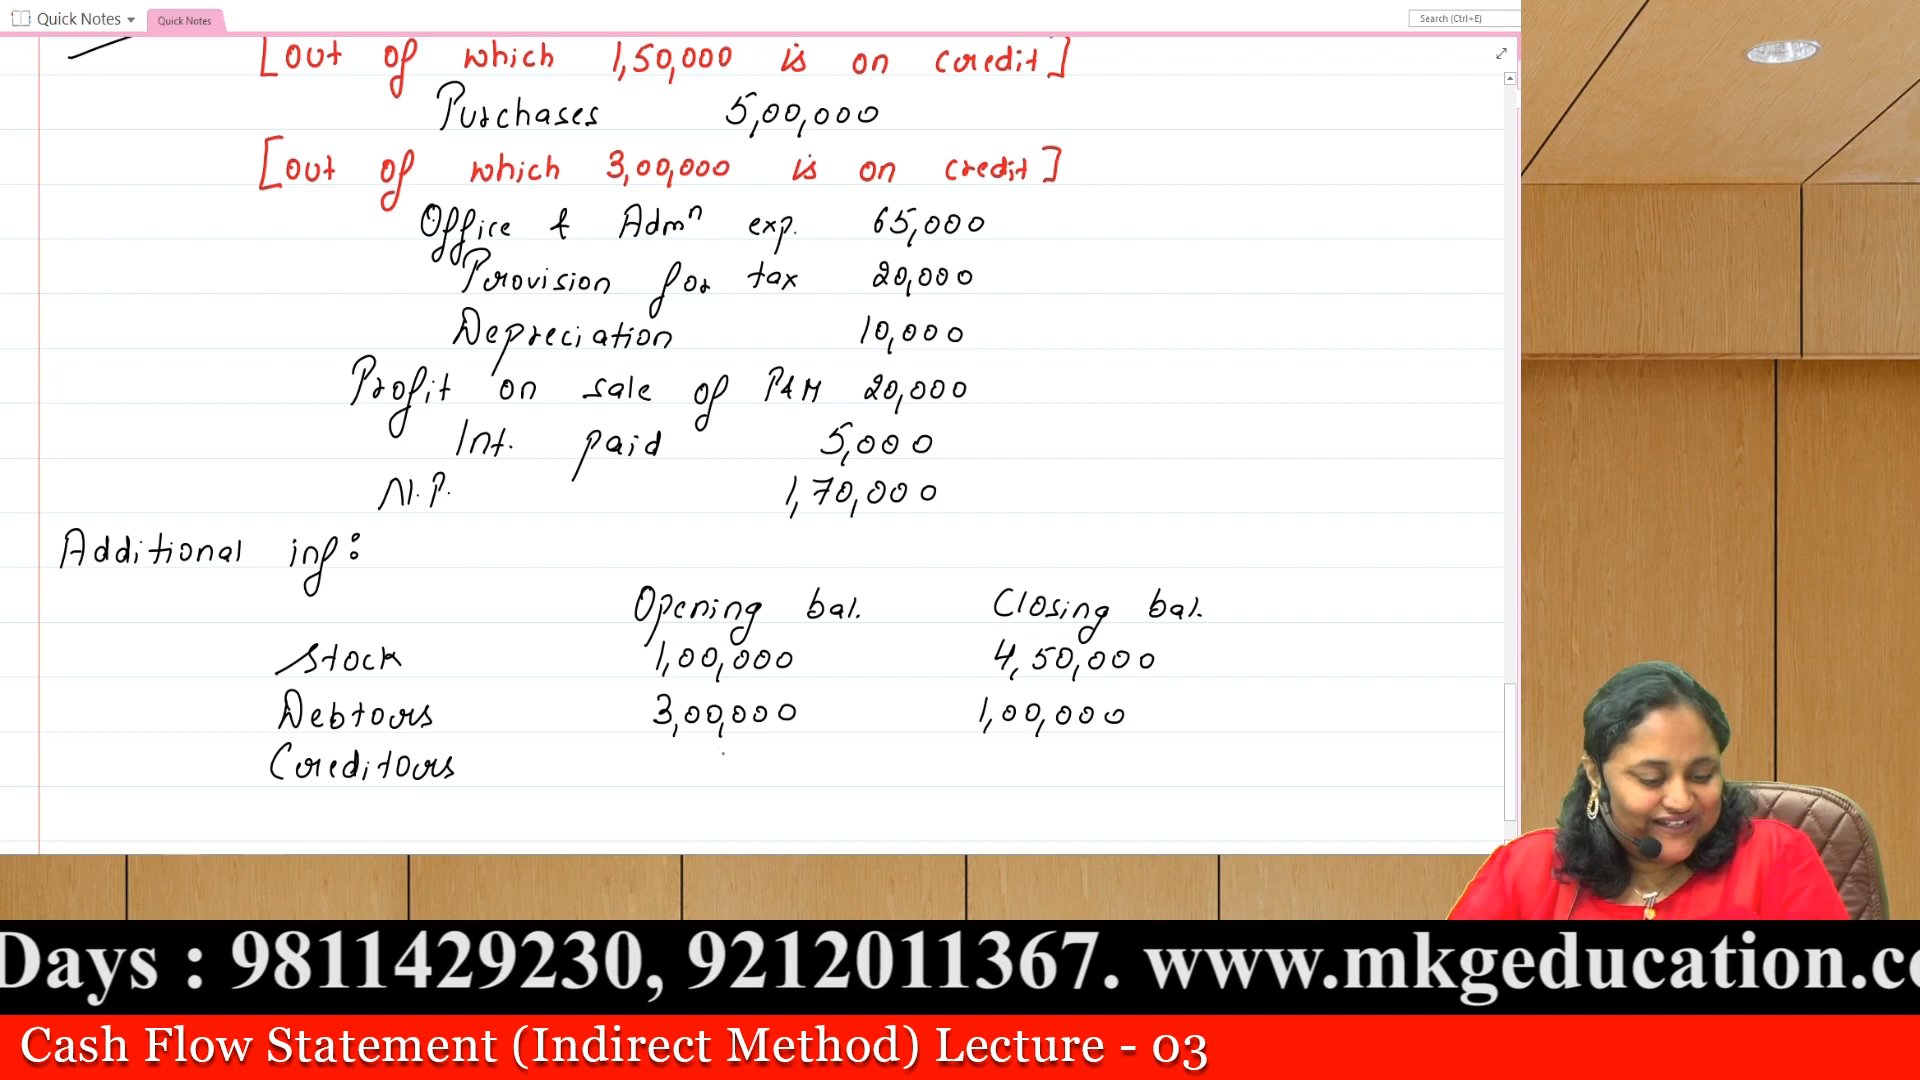 Quick Notes
Quick Notes
Search (Ctrl+E)
[out of which 1,50,000 is on credit]
Purchases 5,00,000
[out of which 3,00,000 is on credit]
Office & Admn exp. 65,000
Provision for tax 20,000
Depreciation 10,000
Profit on sale of P&M 20,000
Int. paid 5,000
N.P. 1,70,000
Additional inf:
Opening bal. Closing bal.
Stock 1,00,000 4,50,000
Debtors 3,00,000 1,00,000
Creditors
Days : 9811429230, 9212011367. www.mkgeducation.c
Cash Flow Statement (Indirect Method) Lecture - 03